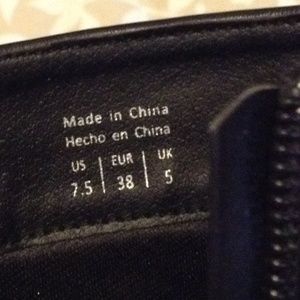 Made in China
Hecho en China
US | EUR | UK
7.5 | 38 | 5